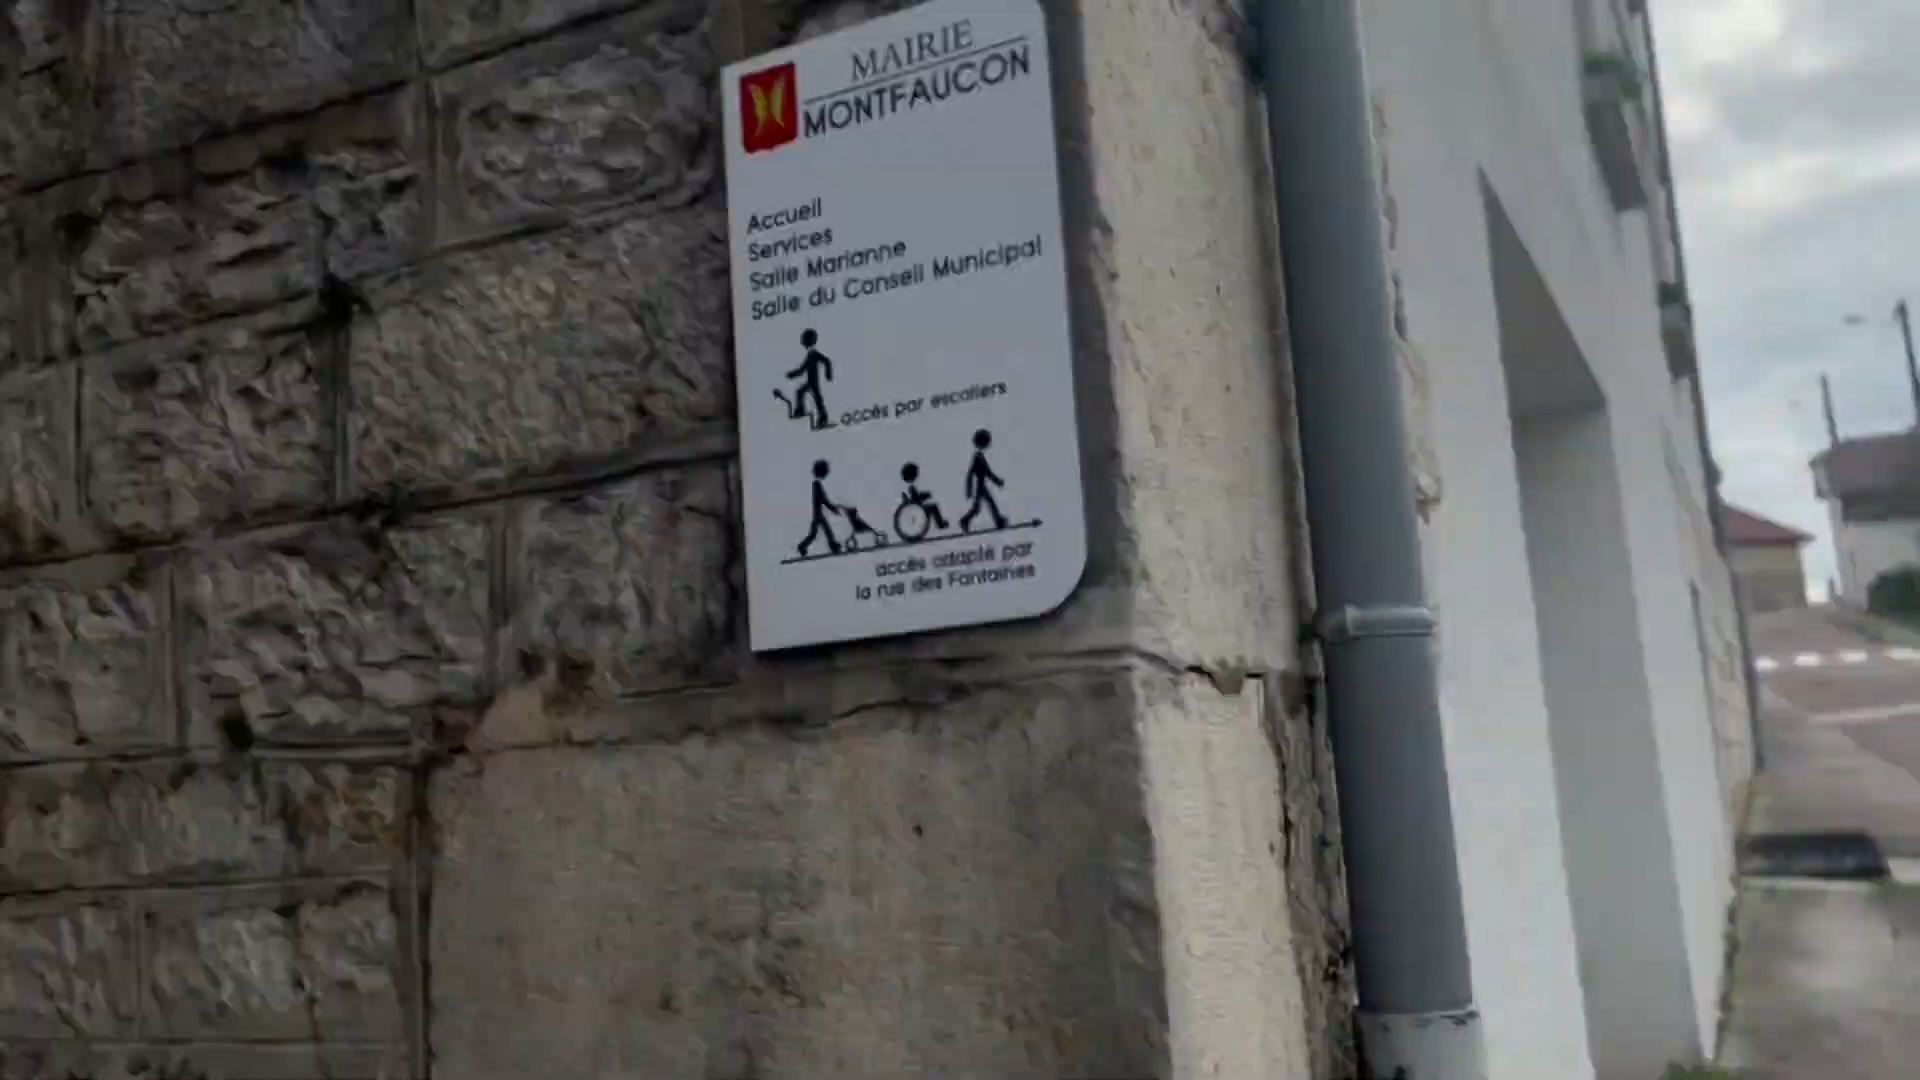 MAIRIE
MONTFAUCON
Accueil
Services
Salle Marianne
Salle du Conseil Municipal
accès par escaliers
accès adapté par
la rue des Fontaines